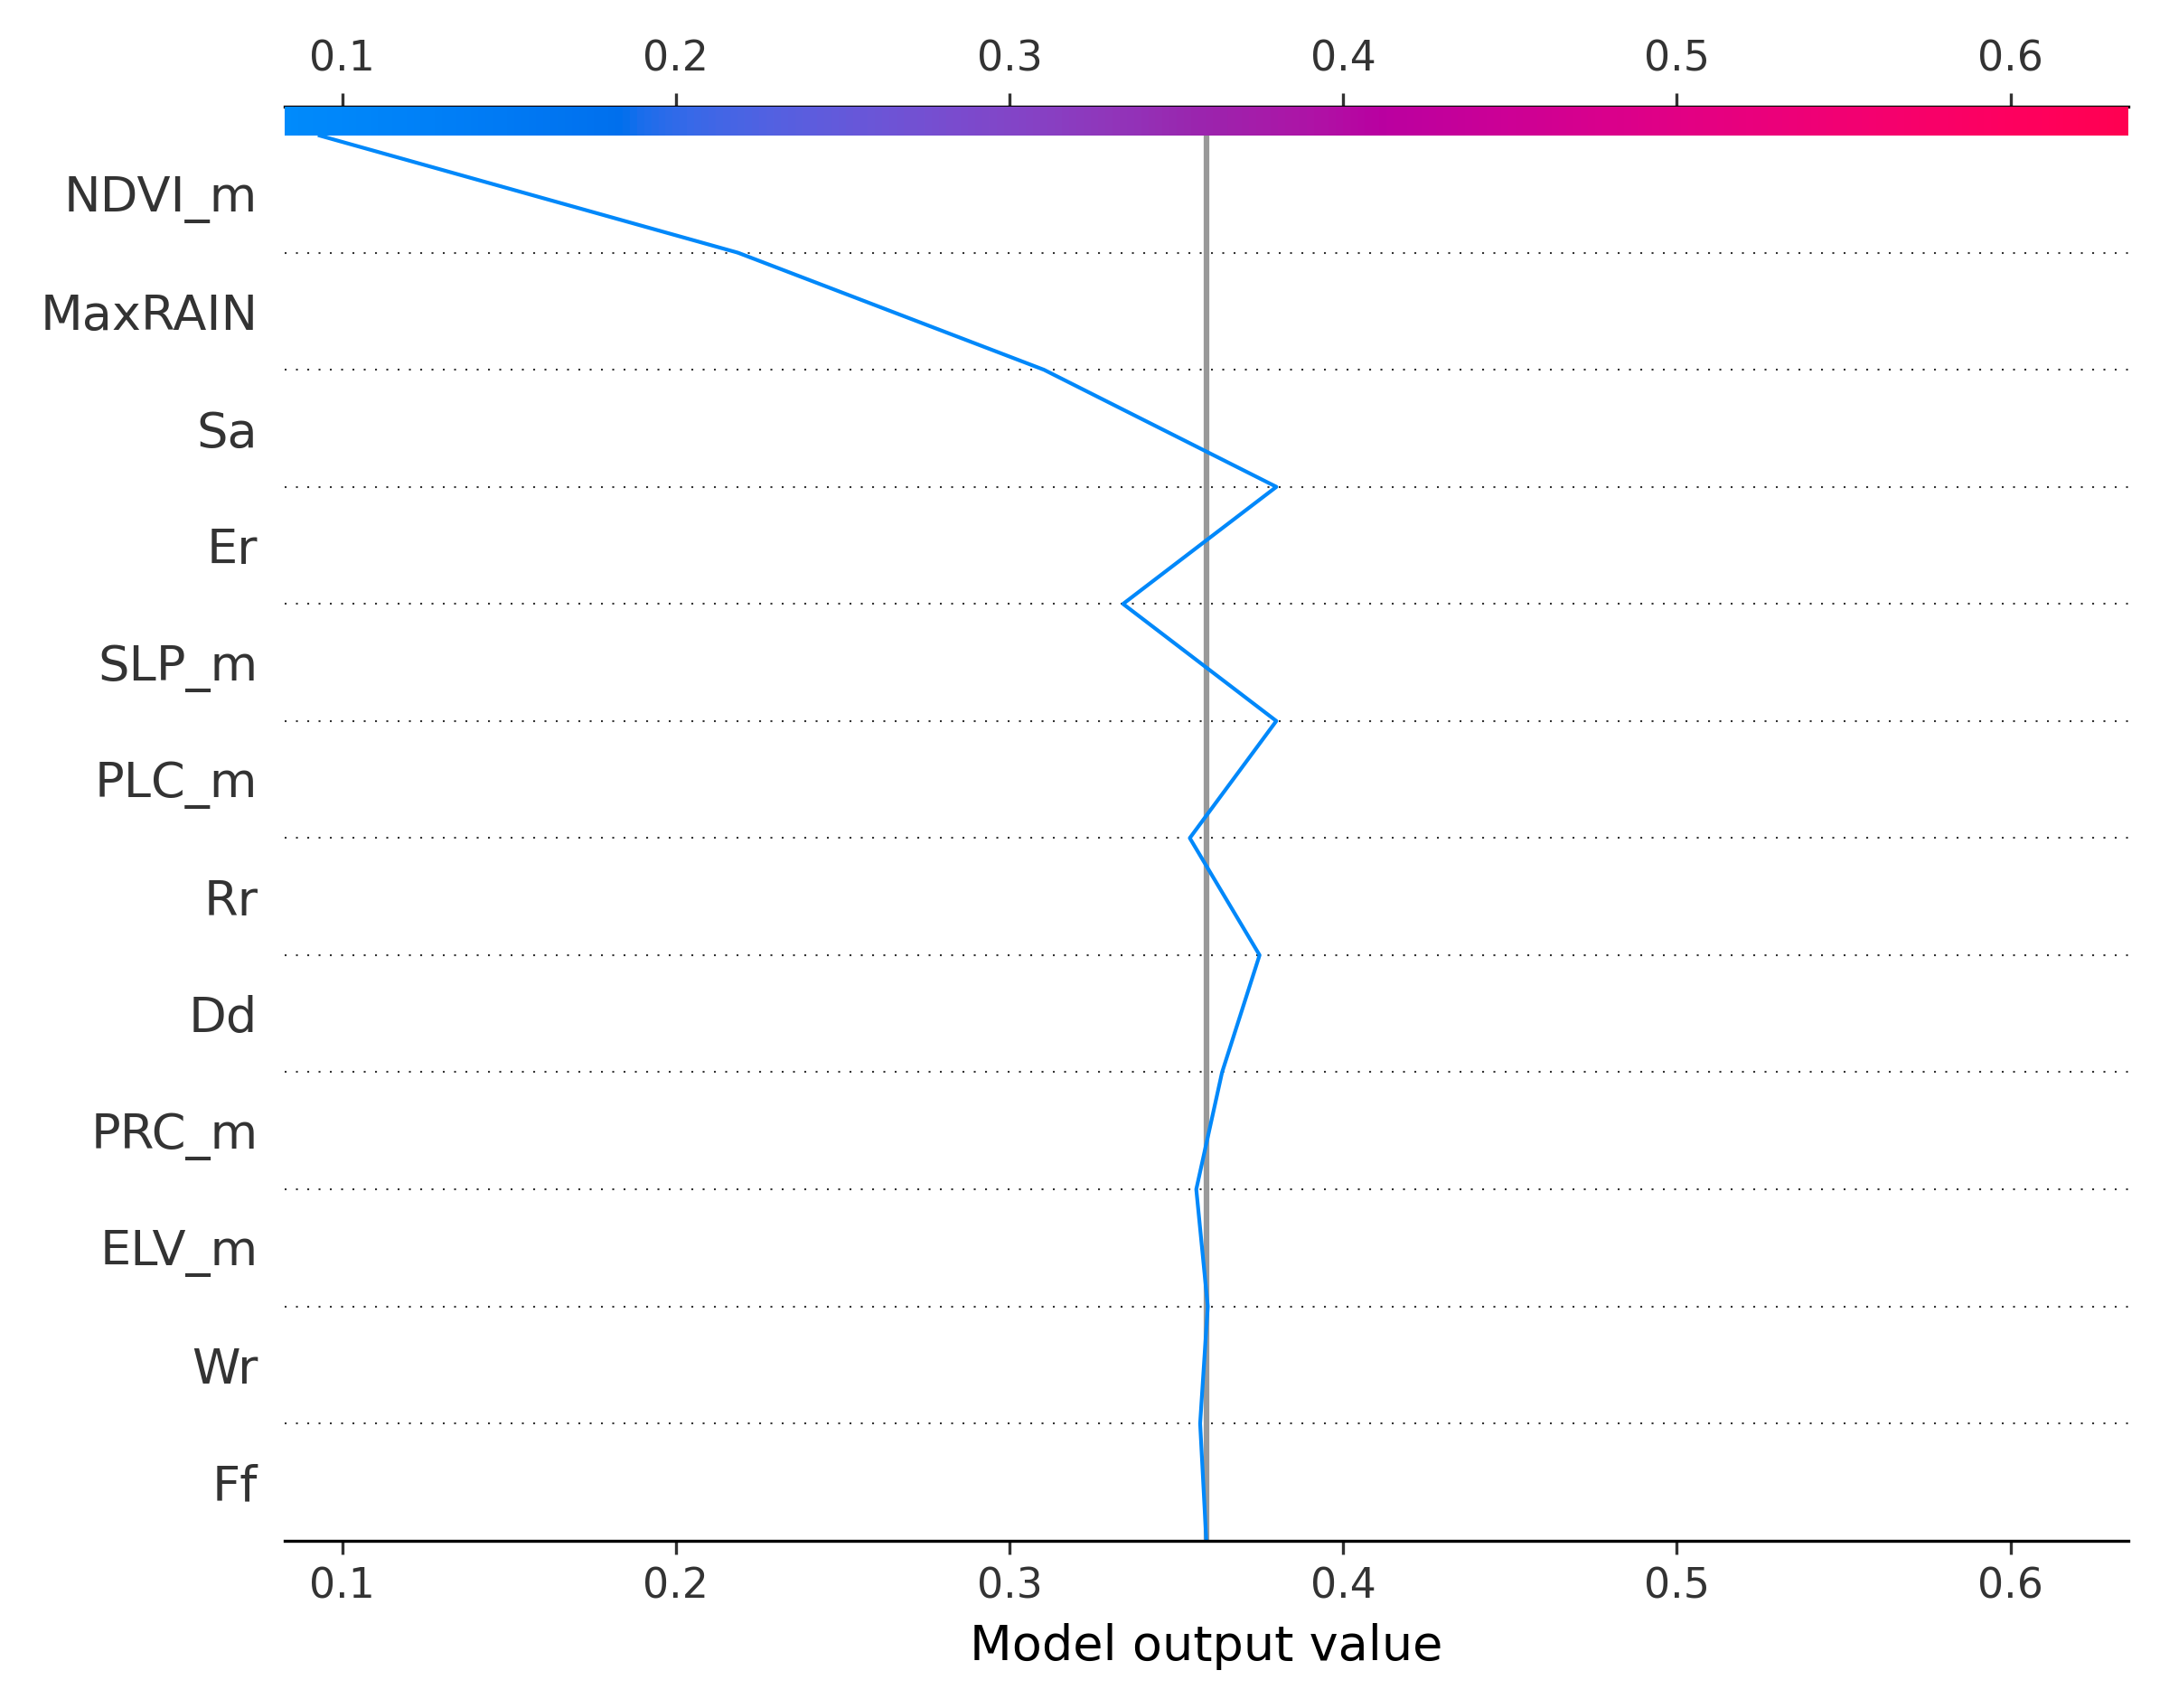 0.1 0.2 0.3 0.4 0.5 0.6
NDVI_m
MaxRAIN
Sa
Er
SLP_m
PLC_m
Rr
Dd
PRC_m
ELV_m
Wr
Ff
0.1 0.2 0.3 0.4 0.5 0.6
Model output value